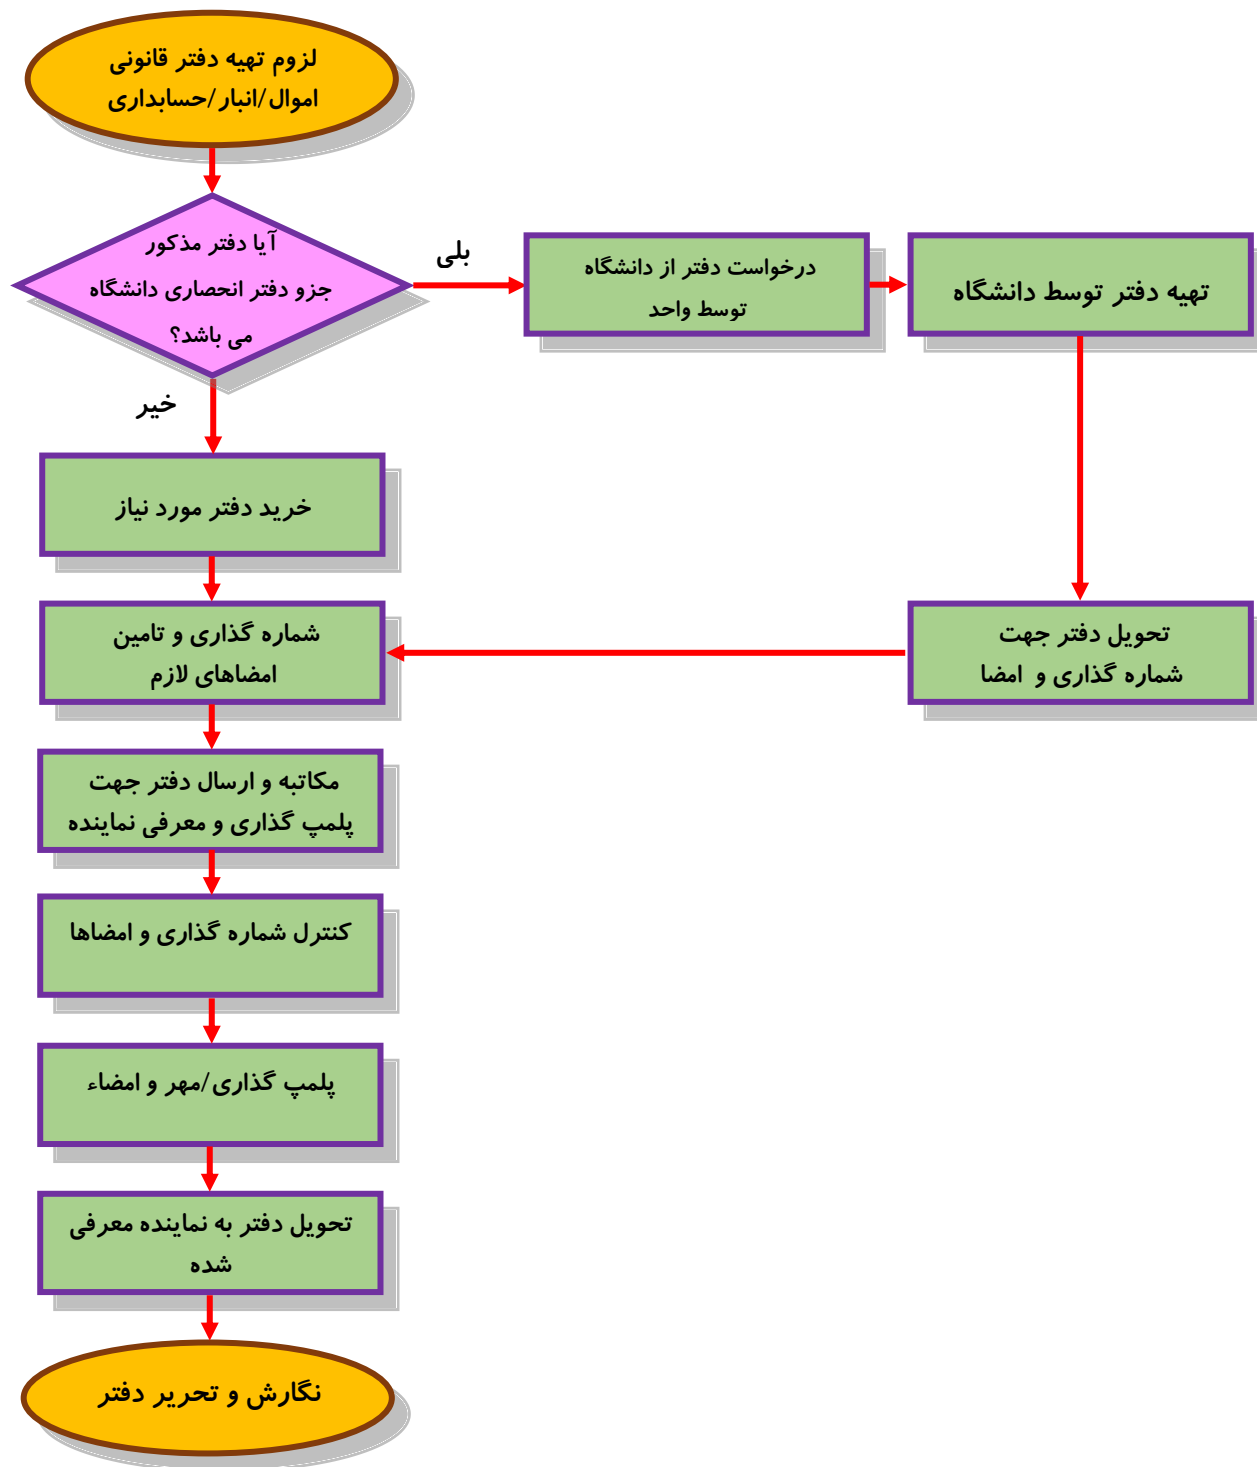 لزوم تهیه دفتر قانونی
اموال/انبار/حسابداری
آیا دفتر مذکور
جزو دفتر انحصاری دانشگاه
می باشد؟
بلی
درخواست دفتر از دانشگاه
توسط واحد
تهیه دفتر توسط دانشگاه
خیر
خرید دفتر مورد نیاز
شماره گذاری و تامین
امضاهای لازم
تحویل دفتر جهت
شماره گذاری و امضا
مکاتبه و ارسال دفتر جهت
پلمپ گذاری و معرفی نماینده
کنترل شماره گذاری و امضاها
پلمپ گذاری/مهر و امضاء
تحویل دفتر به نماینده معرفی
شده
نگارش و تحریر دفتر